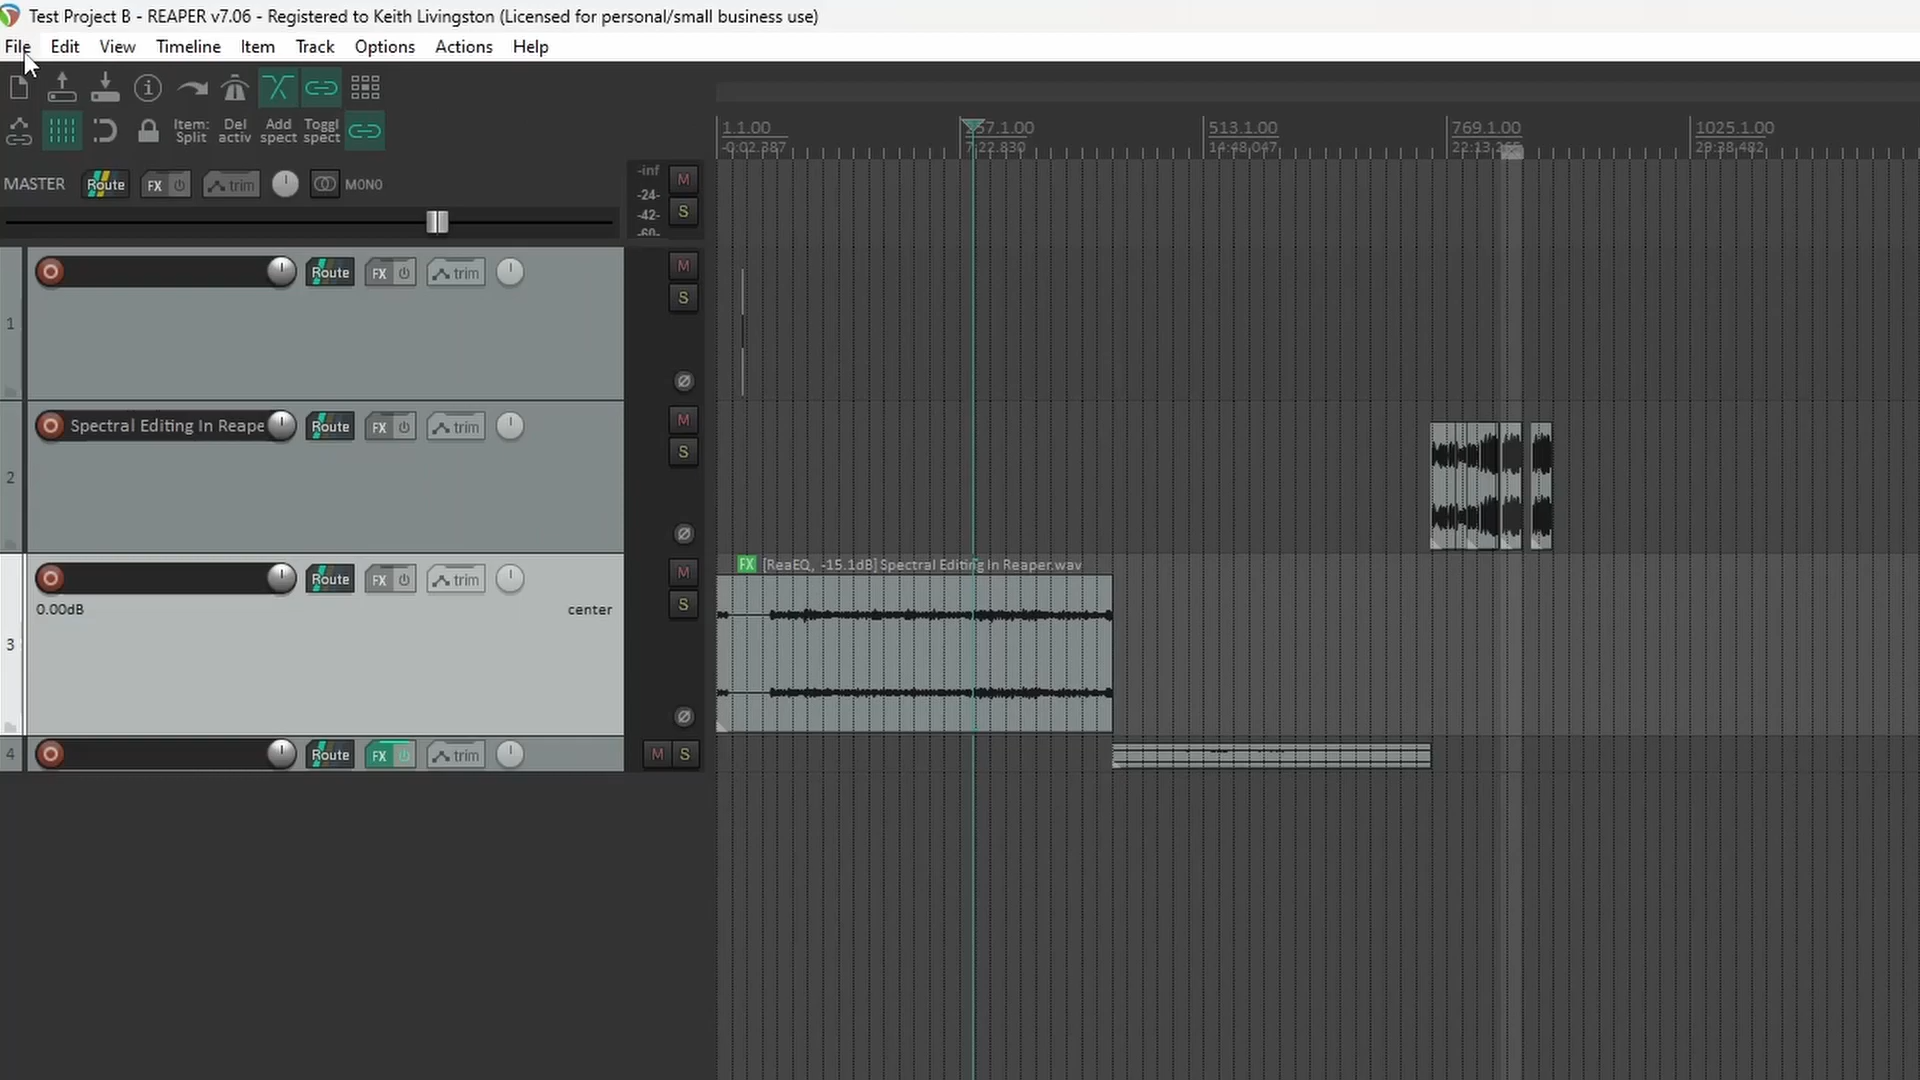 Test Project B - REAPER v7.06 - Registered to Keith Livingston (Licensed for personal/small business use)
File Edit View Timeline Item Track Options Actions Help
Item: Split
Del activ
Add spect
Toggl spect
1.1.00 257.1.00 513.1.00 769.1.00 1025.1.00
-0:02.387 7:22.830 14:48.047 22:13.265 29:38.482
MASTER Route FX trim MONO
-inf
-24-
-42-
-60-
M
S
1
Route FX trim
M
S
2
Spectral Editing In Reape Route FX trim
M
S
3
Route FX trim
0.00dB center
M
S
FX [ReaEQ, -15.1dB] Spectral Editing In Reaper.wav
4 Route FX trim M S